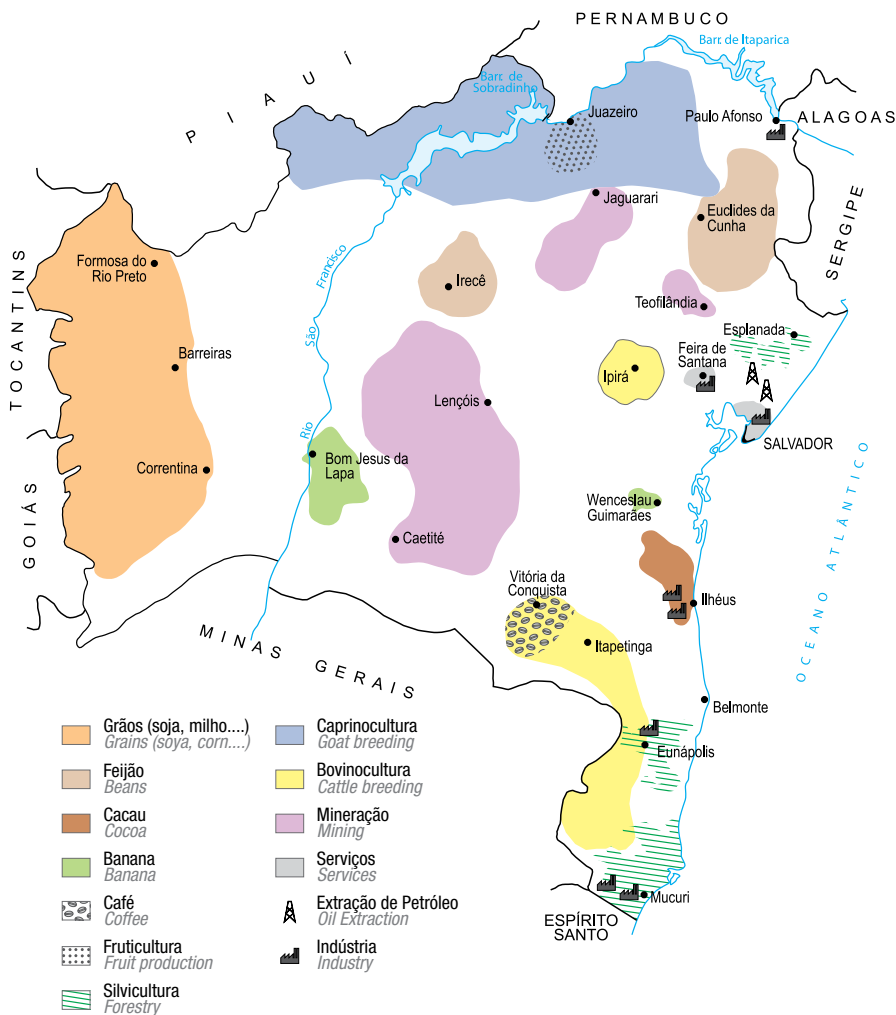 PERNAMBUCO
Barr. de Itaparica
PIAUÍ
Barr. de
Sobradinho
Juazeiro
Paulo Afonso
ALAGOAS
Jaguarari
Euclides da
Cunha
SERGIPE
TOCANTINS
Formosa do
Rio Preto
Rio São Francisco
Irecê
Teofilândia
Esplanada
Barreiras
Feira de
Santana
Ipirá
Lençóis
SALVADOR
Correntina
Bom Jesus da
Lapa
GOIÁS
Wenceslau
Guimarães
Caetité
OCEANO ATLÂNTICO
Vitória da
Conquista
Ilhéus
MINAS GERAIS
Itapetinga
Belmonte
Eunápolis
Mucuri
ESPÍRITO
SANTO
Grãos (soja, milho....)
Grains (soya, corn....)
Feijão
Beans
Cacau
Cocoa
Banana
Banana
Café
Coffee
Fruticultura
Fruit production
Silvicultura
Forestry
Caprinocultura
Goat breeding
Bovinocultura
Cattle breeding
Mineração
Mining
Serviços
Services
Extração de Petróleo
Oil Extraction
Indústria
Industry